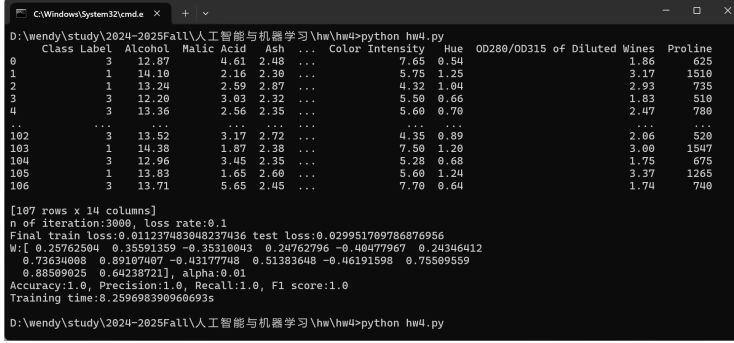 C:\Windows\System32\cmd.e × + ⌄ — □ ×
D:\wendy\study\2024-2025Fall\人工智能与机器学习\hw\hw4>python hw4.py
Class Label Alcohol Malic Acid Ash ... Color Intensity Hue OD280/OD315 of Diluted Wines Proline
0 3 12.87 4.61 2.48 ... 7.65 0.54 1.86 625
1 1 14.10 2.16 2.30 ... 5.75 1.25 3.17 1510
2 1 13.24 2.59 2.87 ... 4.32 1.04 2.93 735
3 3 12.20 3.03 2.32 ... 5.50 0.66 1.83 510
4 3 13.36 2.56 2.35 ... 5.60 0.70 2.47 780
.. ... ... ... ... ... ... ... ... ...
102 3 13.52 3.17 2.72 ... 4.35 0.89 2.06 520
103 1 14.38 1.87 2.38 ... 7.50 1.20 3.00 1547
104 3 12.96 3.45 2.35 ... 5.28 0.68 1.75 675
105 1 13.83 1.65 2.60 ... 5.60 1.24 3.37 1265
106 3 13.71 5.65 2.45 ... 7.70 0.64 1.74 740
[107 rows x 14 columns]
n of iteration:3000, loss rate:0.1
Final train loss:0.011237483048237436 test loss:0.029951709786876956
W:[ 0.25762504 0.35591359 -0.35310043 0.24762796 -0.40477967 0.24346412
0.73634008 0.89107407 -0.43177748 0.51383648 -0.46191598 0.75509559
0.88509025 0.64238721], alpha:0.01
Accuracy:1.0, Precision:1.0, Recall:1.0, F1 score:1.0
Training time:8.259698390960693s
D:\wendy\study\2024-2025Fall\人工智能与机器学习\hw\hw4>python hw4.py